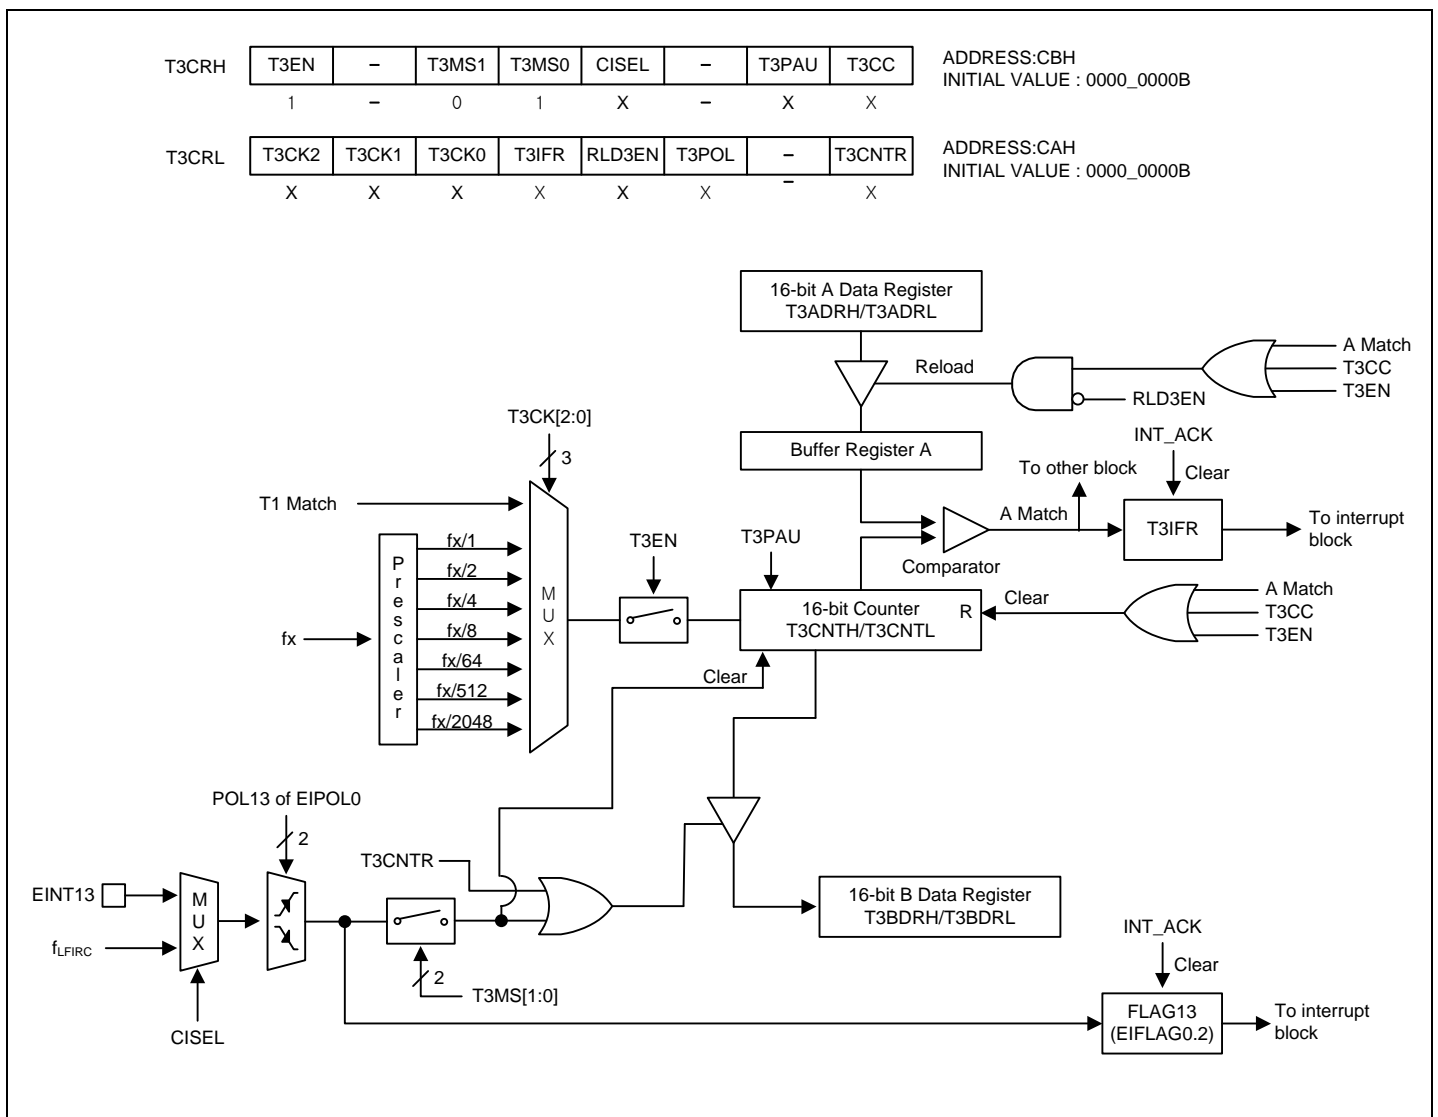 T3CRH T3EN – T3MS1 T3MS0 CISEL – T3PAU T3CC ADDRESS:CBH
INITIAL VALUE : 0000_0000B
1 – 0 1 X – X X
T3CRL T3CK2 T3CK1 T3CK0 T3IFR RLD3EN T3POL – T3CNTR ADDRESS:CAH
INITIAL VALUE : 0000_0000B
X X X X X X – X
16-bit A Data Register
T3ADRH/T3ADRL
Reload
A Match
T3CC
T3EN
RLD3EN
T3CK[2:0]
3
Buffer Register A
INT_ACK
Clear
To other block
T1 Match
A Match
T3IFR
To interrupt
block
Comparator
Prescaler
fx
fx/1
fx/2
fx/4
fx/8
fx/64
fx/512
fx/2048
MUX
T3EN
T3PAU
16-bit Counter
T3CNTH/T3CNTL
R
Clear
A Match
T3CC
T3EN
Clear
POL13 of EIPOL0
2
T3CNTR
EINT13
fLFIRC
MUX
CISEL
2
T3MS[1:0]
16-bit B Data Register
T3BDRH/T3BDRL
INT_ACK
Clear
FLAG13
(EIFLAG0.2)
To interrupt
block